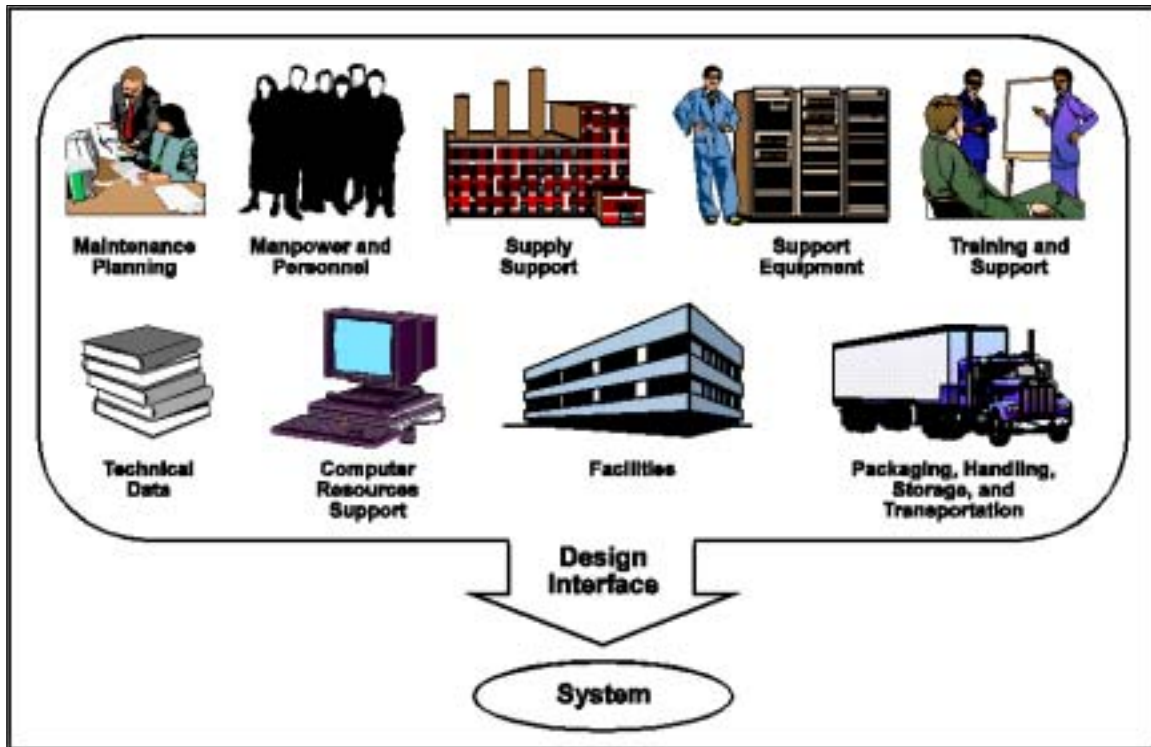 Maintenance
Planning
Manpower and
Personnel
Supply
Support
Support
Equipment
Training and
Support
Technical
Data
Computer
Resources
Support
Facilities
Packaging, Handling,
Storage, and
Transportation
Design
Interface
System